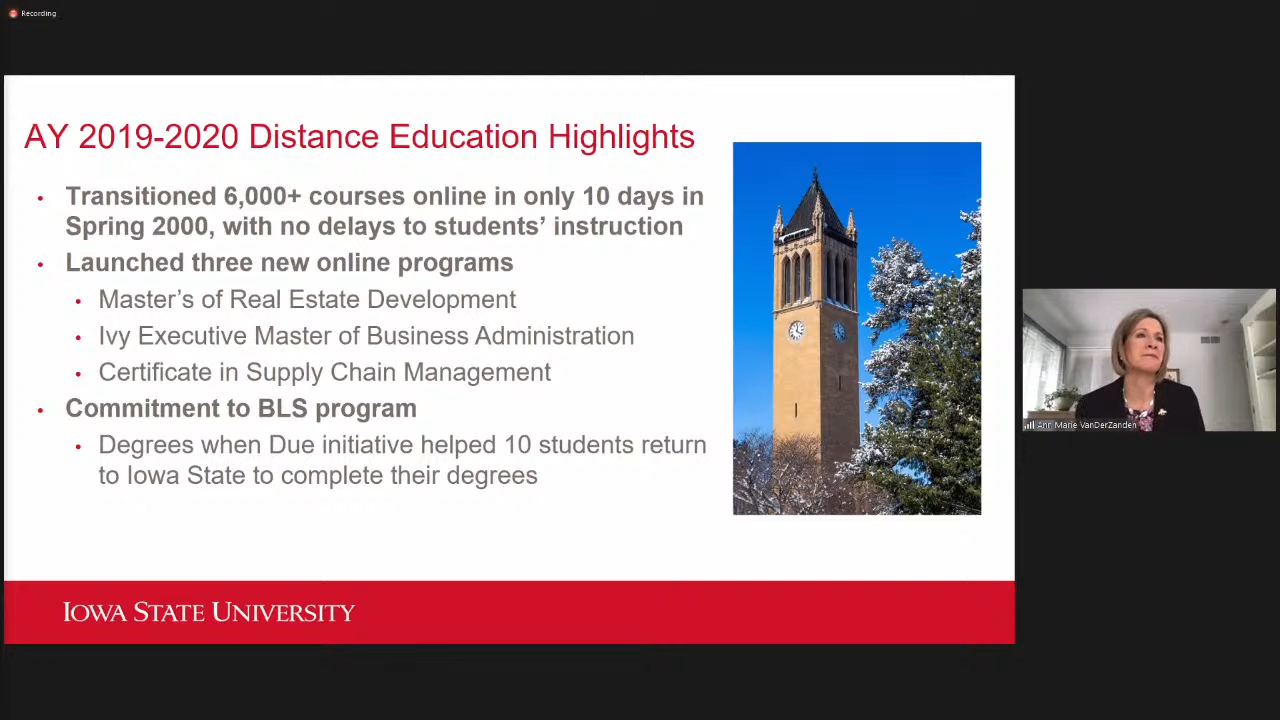 Recording
AY 2019-2020 Distance Education Highlights
• Transitioned 6,000+ courses online in only 10 days in
Spring 2000, with no delays to students’ instruction
• Launched three new online programs
• Master’s of Real Estate Development
• Ivy Executive Master of Business Administration
• Certificate in Supply Chain Management
• Commitment to BLS program
• Degrees when Due initiative helped 10 students return
to Iowa State to complete their degrees
Ann Marie VanDerZanden
IOWA STATE UNIVERSITY